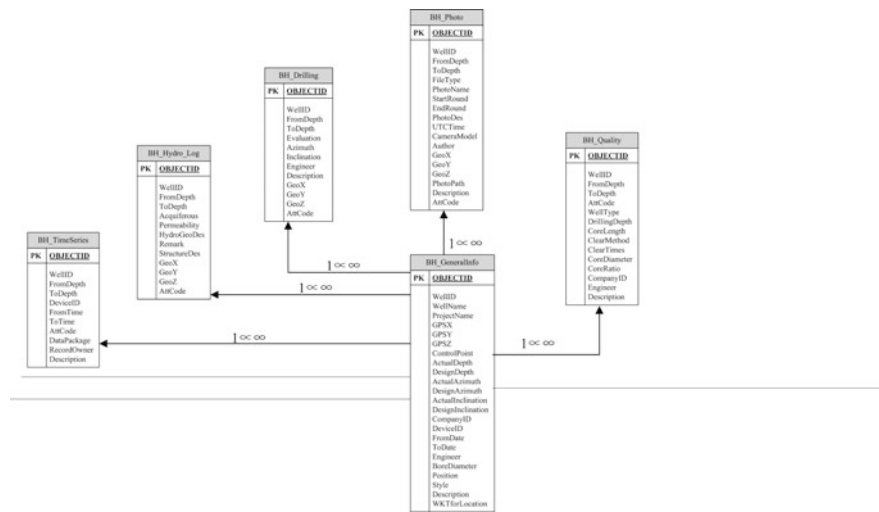 BH_Photo
PK OBJECTID
WellID
FromDepth
ToDepth
FileType
PhotoName
StartRound
EndRound
PhotoDes
UTCTime
CameraModel
Author
GeoX
GeoY
GeoZ
PhotoPath
Description
AttCode
BH_Drilling
PK OBJECTID
WellID
FromDepth
ToDepth
Evaluation
Azimuth
Inclination
Engineer
Description
GeoX
GeoY
GeoZ
AttCode
BH_Hydro_Log
PK OBJECTID
WellID
FromDepth
ToDepth
Acquiferous
Permeability
HydroGeoDes
Remark
StructureDes
GeoX
GeoY
GeoZ
AttCode
BH_TimeSeries
PK OBJECTID
WellID
FromDepth
ToDepth
DeviceID
FromTime
ToTime
AttCode
DataPackage
RecordOwner
Description
BH_Quality
PK OBJECTID
WellID
FromDepth
ToDepth
AttCode
WellType
DrillingDepth
CoreLength
ClearMethod
ClearTimes
CoreDiameter
CoreRatio
CompanyID
Engineer
Description
1 ∝ ∞
1 ∝ ∞
1 ∝ ∞
1 ∝ ∞
1 ∝ ∞
BH_GeneralInfo
PK OBJECTID
WellID
WellName
ProjectName
GPSX
GPSY
GPSZ
ControlPoint
ActualDepth
DesignDepth
ActualAzimuth
DesignAzimuth
ActualInclination
DesignInclination
CompanyID
DeviceID
FromDate
ToDate
Engineer
BoreDiameter
Position
Style
Description
WKTforLocation